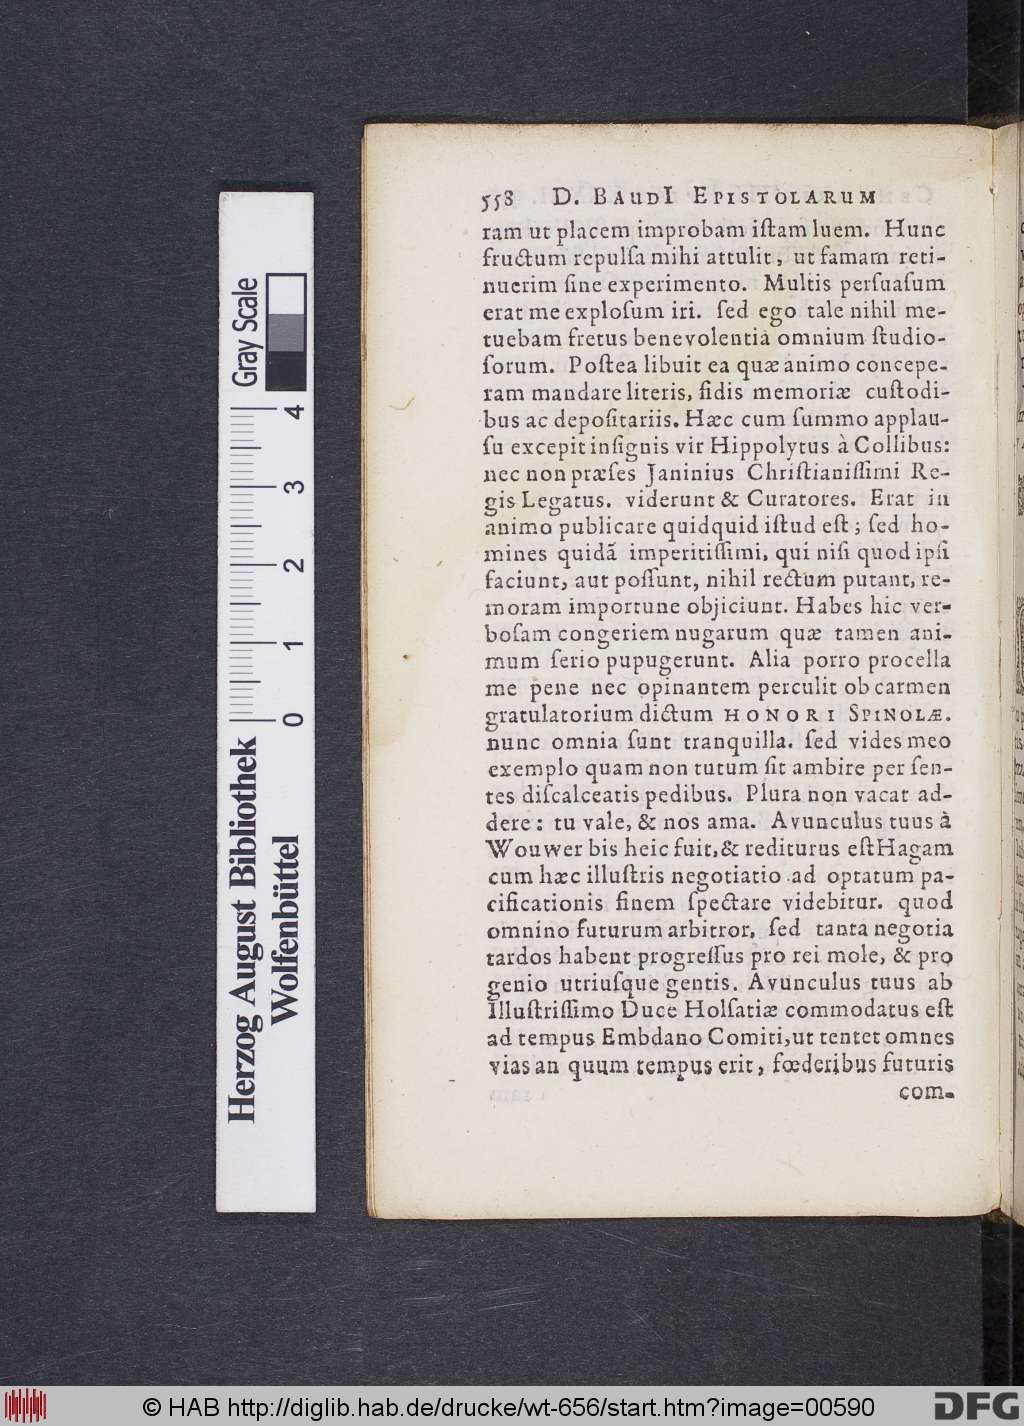 558 D. BAUDI EPISTOLARUM
ram ut placem improbam iſtam luem. Hunc
fructum repulſa mihi attulit, ut famam reti-
nuerim ſine experimento. Multis perſuaſum
erat me exploſum iri. ſed ego tale nihil me-
tuebam fretus benevolentiâ omnium ſtudio-
ſorum. Poſtea libuit ea quæ animo concepe-
ram mandare literis, fidis memoriæ cuſtodi-
bus ac depoſitariis. Hæc cum ſummo applau-
ſu excepit inſignis vir Hippolytus à Collibus:
nec non præſes Janinius Chriſtianiſſimi Re-
gis Legatus. viderunt & Curatores. Erat in
animo publicare quidquid iſtud eſt; ſed ho-
mines quidã imperitiſſimi, qui niſi quod ipſi
faciunt, aut poſſunt, nihil rectum putant, re-
moram importune objiciunt. Habes hic ver-
boſam congeriem nugarum quæ tamen ani-
mum ſerio pupugerunt. Alia porro procella
me pene nec opinantem perculit ob carmen
gratulatorium dictum HONORI SPINOLÆ.
nunc omnia ſunt tranquilla. ſed vides meo
exemplo quam non tutum ſit ambire per ſen-
tes diſcalceatis pedibus. Plura non vacat ad-
dere: tu vale, & nos ama. Avunculus tuus à
Wouwer bis heic fuit, & rediturus eſt Hagam
cum hæc illuſtris negotiatio ad optatum pa-
cificationis finem ſpectare videbitur. quod
omnino futurum arbitror, ſed tanta negotia
tardos habent progreſſus pro rei mole, & pro
genio utriuſque gentis. Avunculus tuus ab
Illuſtriſſimo Duce Holſatiæ commodatus eſt
ad tempus Embdano Comiti, ut tentet omnes
vias an quum tempus erit, fœderibus futuris
com-
Gray Scale
4
3
2
1
0
Herzog August Bibliothek
Wolfenbüttel
© HAB http://diglib.hab.de/drucke/wt-656/start.htm?image=00590
DFG